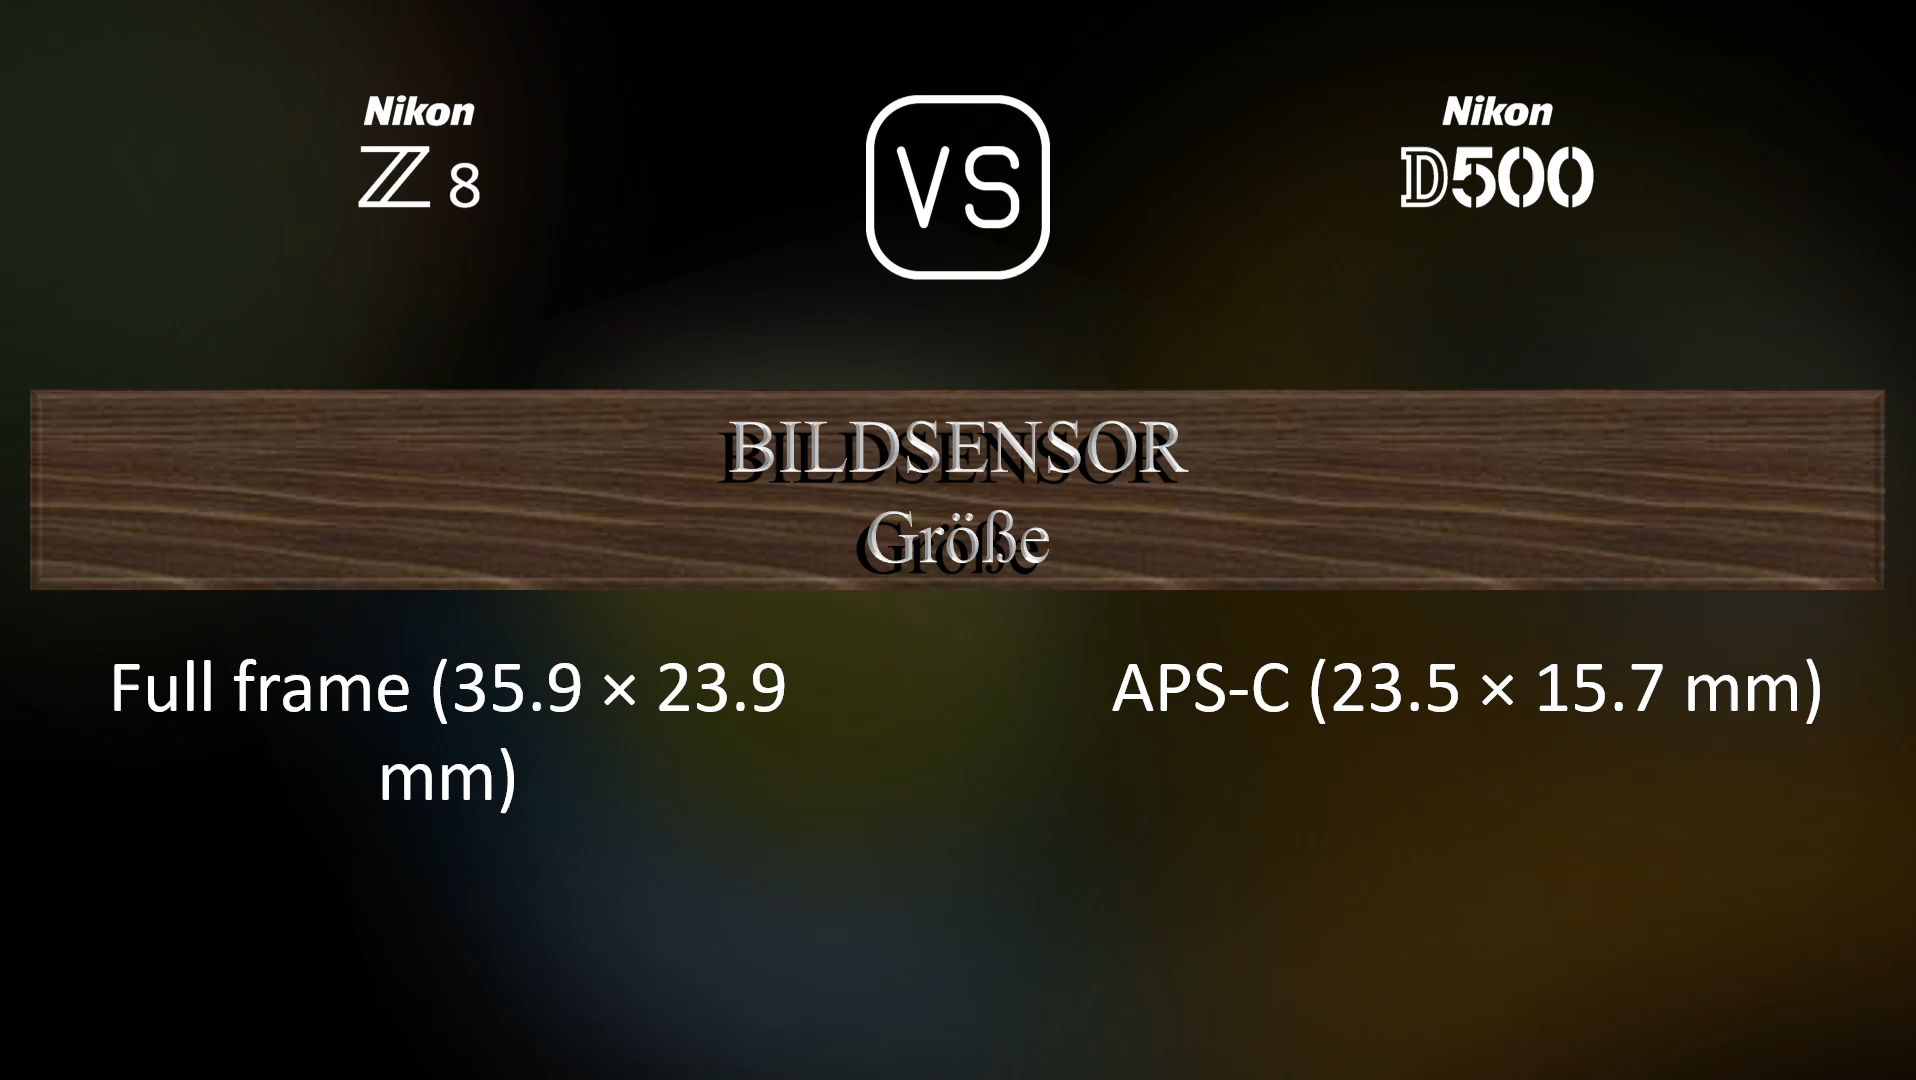 Nikon
Z 8
VS
Nikon
D500
BILDSENSOR
Größe
Full frame (35.9 × 23.9
mm)
APS-C (23.5 × 15.7 mm)